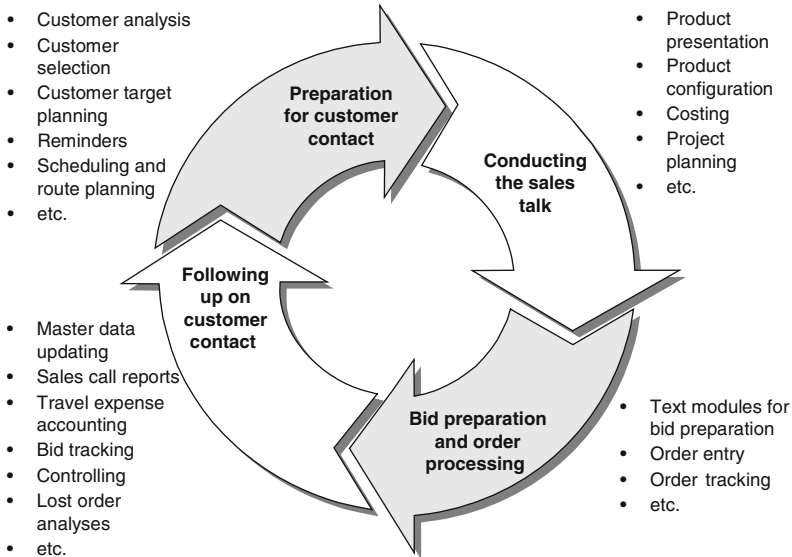 • Customer analysis
• Customer
selection
• Customer target
planning
• Reminders
• Scheduling and
route planning
• etc.
Preparation
for customer
contact
• Product
presentation
• Product
configuration
• Costing
• Project
planning
• etc.
Conducting
the sales
talk
Following
up on
customer
contact
• Master data
updating
• Sales call reports
• Travel expense
accounting
• Bid tracking
• Controlling
• Lost order
analyses
• etc.
Bid preparation
and order
processing
• Text modules for
bid preparation
• Order entry
• Order tracking
• etc.